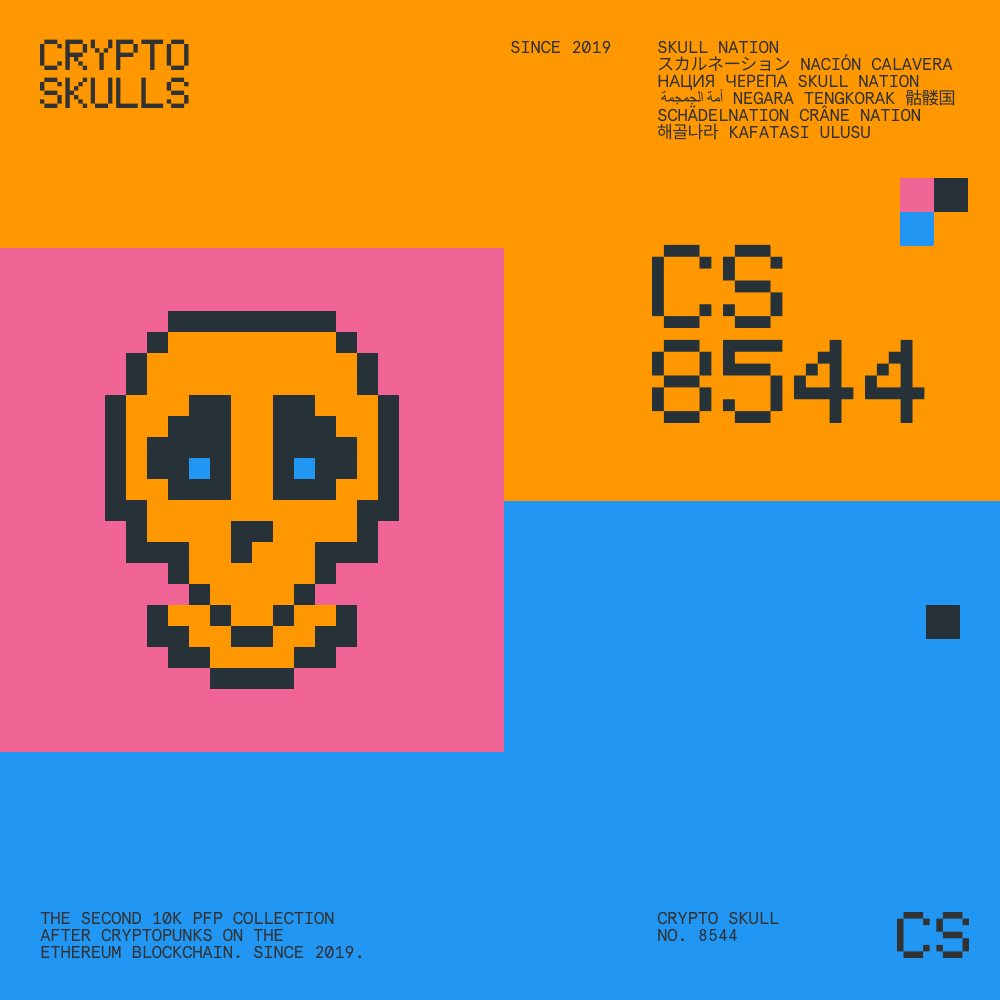 CRYPTO
SKULLS
SINCE 2019
SKULL NATION
スカルネーション NACIÓN CALAVERA
НАЦИЯ ЧЕРЕПА SKULL NATION
أمة الجمجمة NEGARA TENGKORAK 骷髅国
SCHÄDELNATION CRÂNE NATION
해골나라 KAFATASI ULUSU
CS
8544
THE SECOND 10K PFP COLLECTION
AFTER CRYPTOPUNKS ON THE
ETHEREUM BLOCKCHAIN. SINCE 2019.
CRYPTO SKULL
NO. 8544
CS